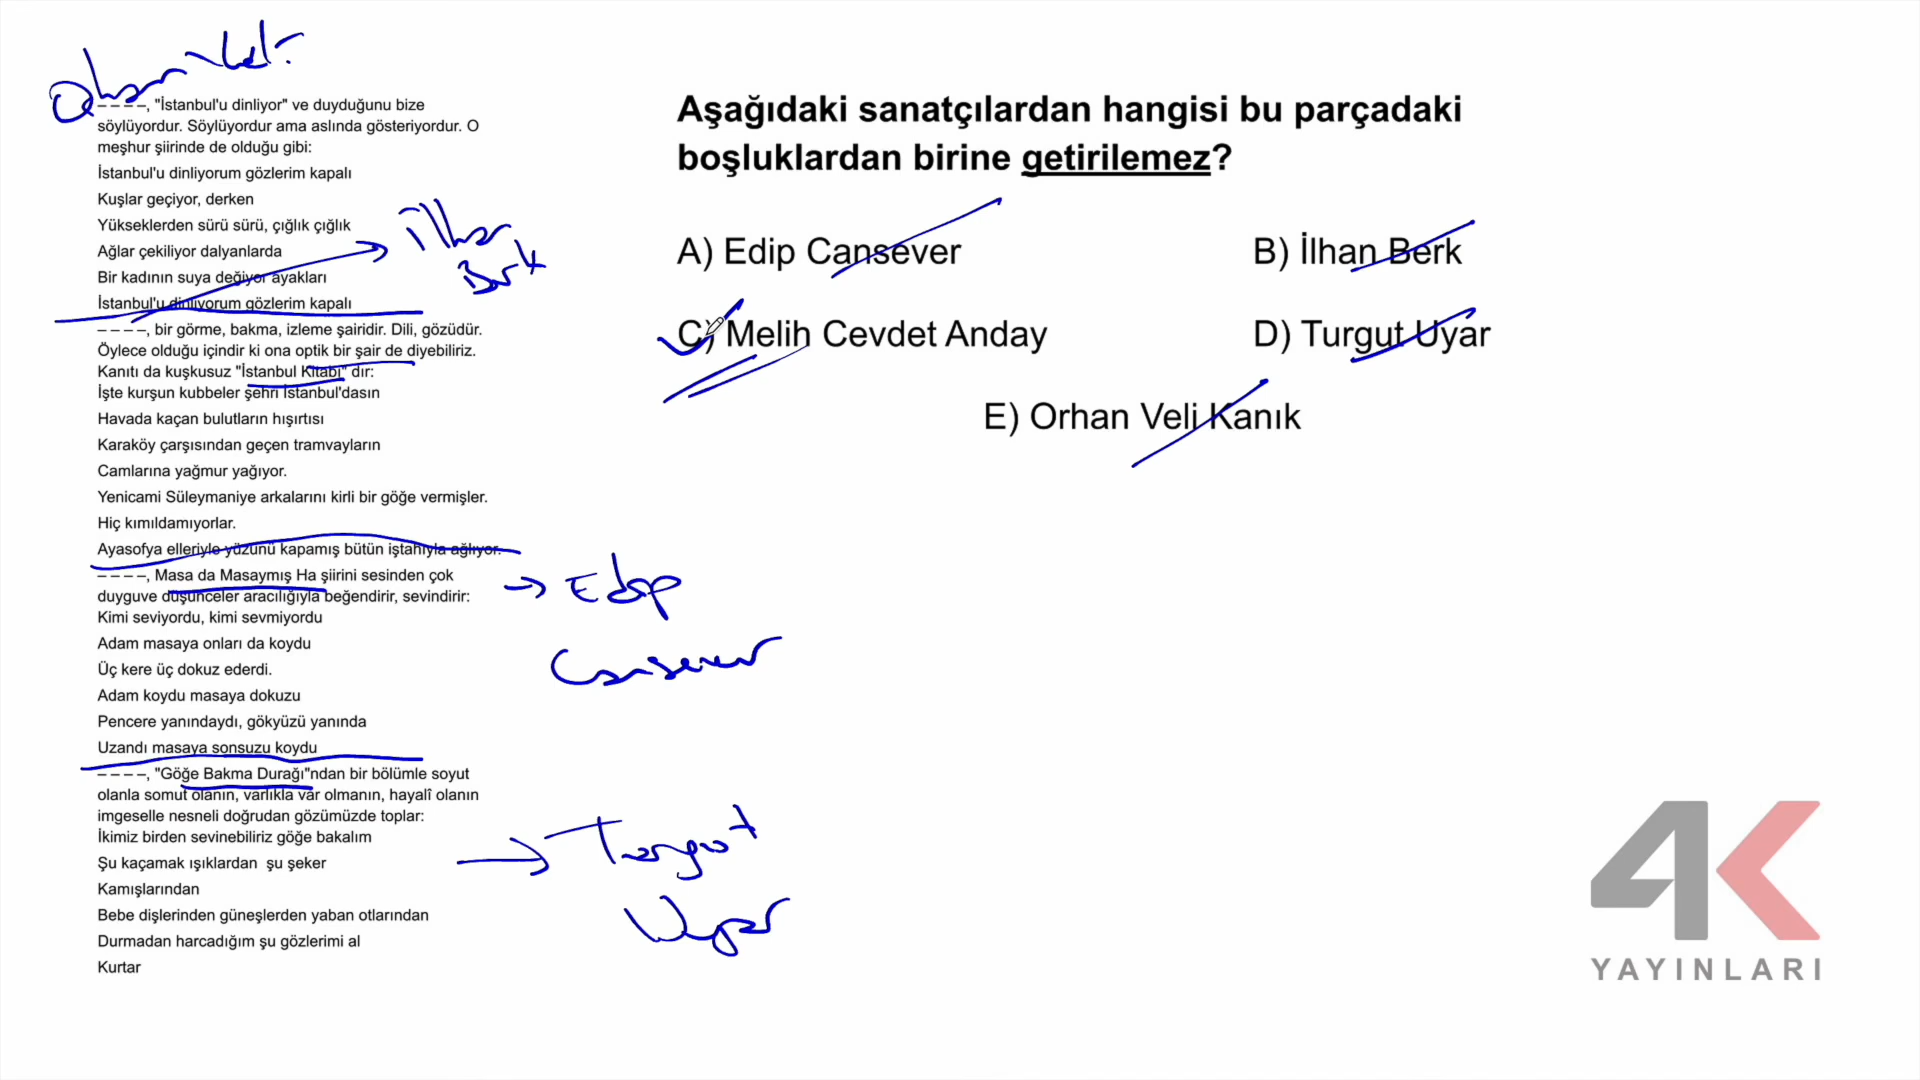 Orhan Veli
– – – –, "İstanbul'u dinliyor" ve duyduğunu bize
söylüyordur. Söylüyordur ama aslında gösteriyordur. O
meşhur şiirinde de olduğu gibi:
İstanbul'u dinliyorum gözlerim kapalı
Kuşlar geçiyor, derken
Yükseklerden sürü sürü, çığlık çığlık
Ağlar çekiliyor dalyanlarda
Bir kadının suya değiyor ayakları
İstanbul'u dinliyorum gözlerim kapalı
İlhan
Berk
– – – –, bir görme, bakma, izleme şairidir. Dili, gözüdür.
Öylece olduğu içindir ki ona optik bir şair de diyebiliriz.
Kanıtı da kuşkusuz "İstanbul Kitabı" dır:
İşte kurşun kubbeler şehri İstanbul'dasın
Havada kaçan bulutların hışırtısı
Karaköy çarşısından geçen tramvayların
Camlarına yağmur yağıyor.
Yenicami Süleymaniye arkalarını kirli bir göğe vermişler.
Hiç kımıldamıyorlar.
Ayasofya elleriyle yüzünü kapamış bütün iştahıyla ağlıyor.
– – – –, Masa da Masaymış Ha şiirini sesinden çok
duyguve düşünceler aracılığıyla beğendirir, sevindirir:
Kimi seviyordu, kimi sevmiyordu
Adam masaya onları da koydu
Üç kere üç dokuz ederdi.
Adam koydu masaya dokuzu
Pencere yanındaydı, gökyüzü yanında
Uzandı masaya sonsuzu koydu
Edip
Cansever
– – – –, "Göğe Bakma Durağı"ndan bir bölümle soyut
olanla somut olanın, varlıkla var olmanın, hayalî olanın
imgeselle nesneli doğrudan gözümüzde toplar:
İkimiz birden sevinebiliriz göğe bakalım
Şu kaçamak ışıklardan şu şeker
Kamışlarından
Bebe dişlerinden güneşlerden yaban otlarından
Durmadan harcadığım şu gözlerimi al
Kurtar
Turgut
Uyar
Aşağıdaki sanatçılardan hangisi bu parçadaki
boşluklardan birine getirilemez?
A) Edip Cansever
B) İlhan Berk
C) Melih Cevdet Anday
D) Turgut Uyar
E) Orhan Veli Kanık
4K
YAYINLARI